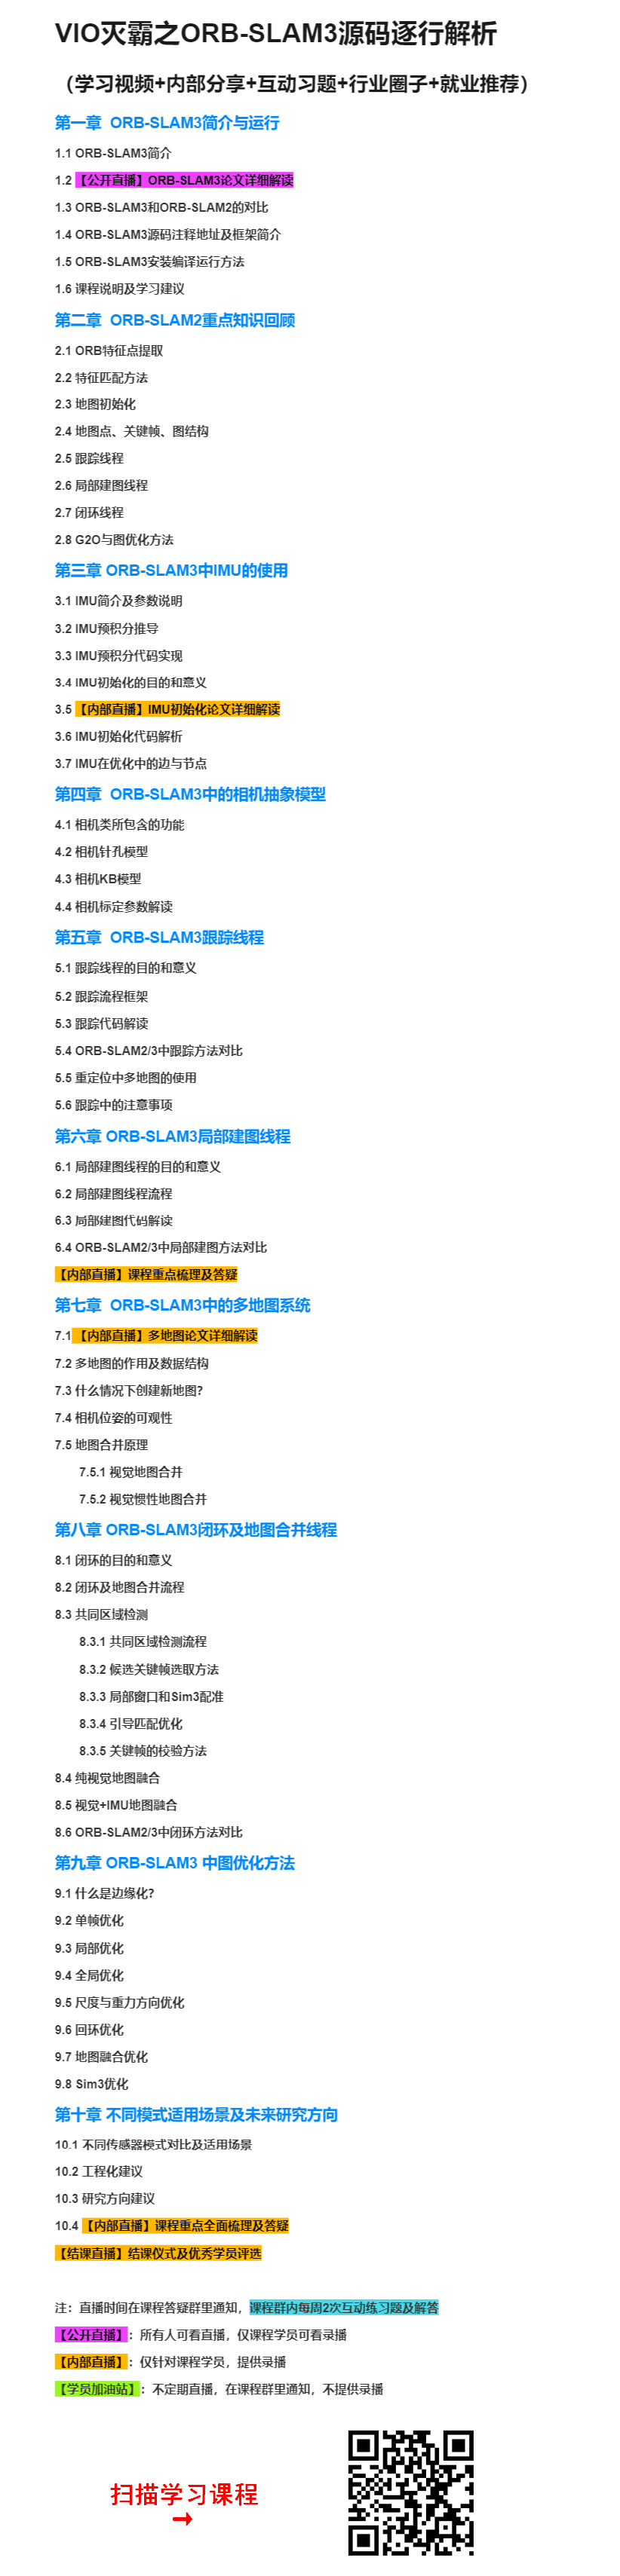 VIO灭霸之ORB-SLAM3源码逐行解析
（学习视频+内部分享+互动习题+行业圈子+就业推荐）
第一章 ORB-SLAM3简介与运行
1.1 ORB-SLAM3简介
1.2 【公开直播】ORB-SLAM3论文详细解读
1.3 ORB-SLAM3和ORB-SLAM2的对比
1.4 ORB-SLAM3源码注释地址及框架简介
1.5 ORB-SLAM3安装编译运行方法
1.6 课程说明及学习建议
第二章 ORB-SLAM2重点知识回顾
2.1 ORB特征点提取
2.2 特征匹配方法
2.3 地图初始化
2.4 地图点、关键帧、图结构
2.5 跟踪线程
2.6 局部建图线程
2.7 闭环线程
2.8 G2O与图优化方法
第三章 ORB-SLAM3中IMU的使用
3.1 IMU简介及参数说明
3.2 IMU预积分推导
3.3 IMU预积分代码实现
3.4 IMU初始化的目的和意义
3.5 【内部直播】IMU初始化论文详细解读
3.6 IMU初始化代码解析
3.7 IMU在优化中的边与节点
第四章 ORB-SLAM3中的相机抽象模型
4.1 相机类所包含的功能
4.2 相机针孔模型
4.3 相机KB模型
4.4 相机标定参数解读
第五章 ORB-SLAM3跟踪线程
5.1 跟踪线程的目的和意义
5.2 跟踪流程框架
5.3 跟踪代码解读
5.4 ORB-SLAM2/3中跟踪方法对比
5.5 重定位中多地图的使用
5.6 跟踪中的注意事项
第六章 ORB-SLAM3局部建图线程
6.1 局部建图线程的目的和意义
6.2 局部建图线程流程
6.3 局部建图代码解读
6.4 ORB-SLAM2/3中局部建图方法对比
【内部直播】课程重点梳理及答疑
第七章 ORB-SLAM3中的多地图系统
7.1【内部直播】多地图论文详细解读
7.2 多地图的作用及数据结构
7.3 什么情况下创建新地图？
7.4 相机位姿的可观性
7.5 地图合并原理
7.5.1 视觉地图合并
7.5.2 视觉惯性地图合并
第八章 ORB-SLAM3闭环及地图合并线程
8.1 闭环的目的和意义
8.2 闭环及地图合并流程
8.3 共同区域检测
8.3.1 共同区域检测流程
8.3.2 候选关键帧选取方法
8.3.3 局部窗口和Sim3配准
8.3.4 引导匹配优化
8.3.5 关键帧的校验方法
8.4 纯视觉地图融合
8.5 视觉+IMU地图融合
8.6 ORB-SLAM2/3中闭环方法对比
第九章 ORB-SLAM3 中图优化方法
9.1 什么是边缘化？
9.2 单帧优化
9.3 局部优化
9.4 全局优化
9.5 尺度与重力方向优化
9.6 回环优化
9.7 地图融合优化
9.8 Sim3优化
第十章 不同模式适用场景及未来研究方向
10.1 不同传感器模式对比及适用场景
10.2 工程化建议
10.3 研究方向建议
10.4 【内部直播】课程重点全面梳理及答疑
【结课直播】结课仪式及优秀学员评选
注：直播时间在课程答疑群里通知，课程群内每周2次互动练习题及解答
【公开直播】：所有人可看直播，仅课程学员可看录播
【内部直播】：仅针对课程学员，提供录播
【学员加油站】：不定期直播，在课程群里通知，不提供录播
扫描学习课程